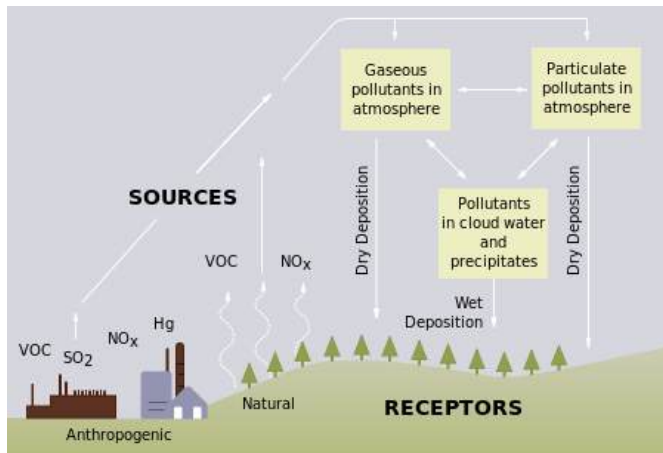 Gaseous
pollutants in
atmosphere
Particulate
pollutants in
atmosphere
SOURCES
Dry Deposition
Pollutants
in cloud water
and
precipitates
Dry Deposition
VOC
NOx
Wet
Deposition
VOC
SO2
NOx
Hg
Natural
RECEPTORS
Anthropogenic